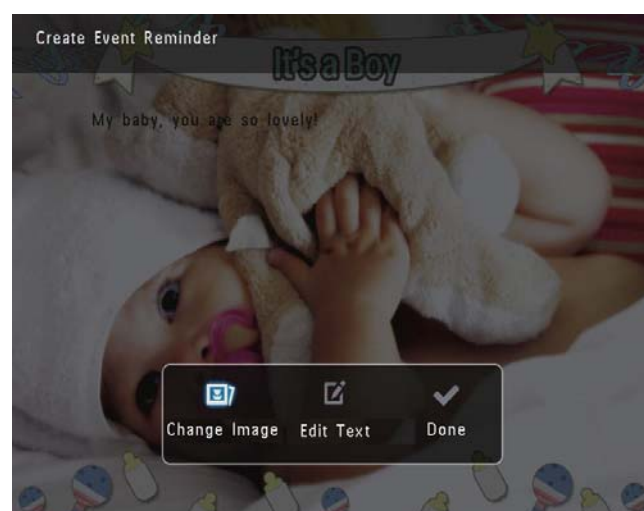 Create Event Reminder
It's a Boy
My baby, you are so lovely!
Change Image Edit Text Done